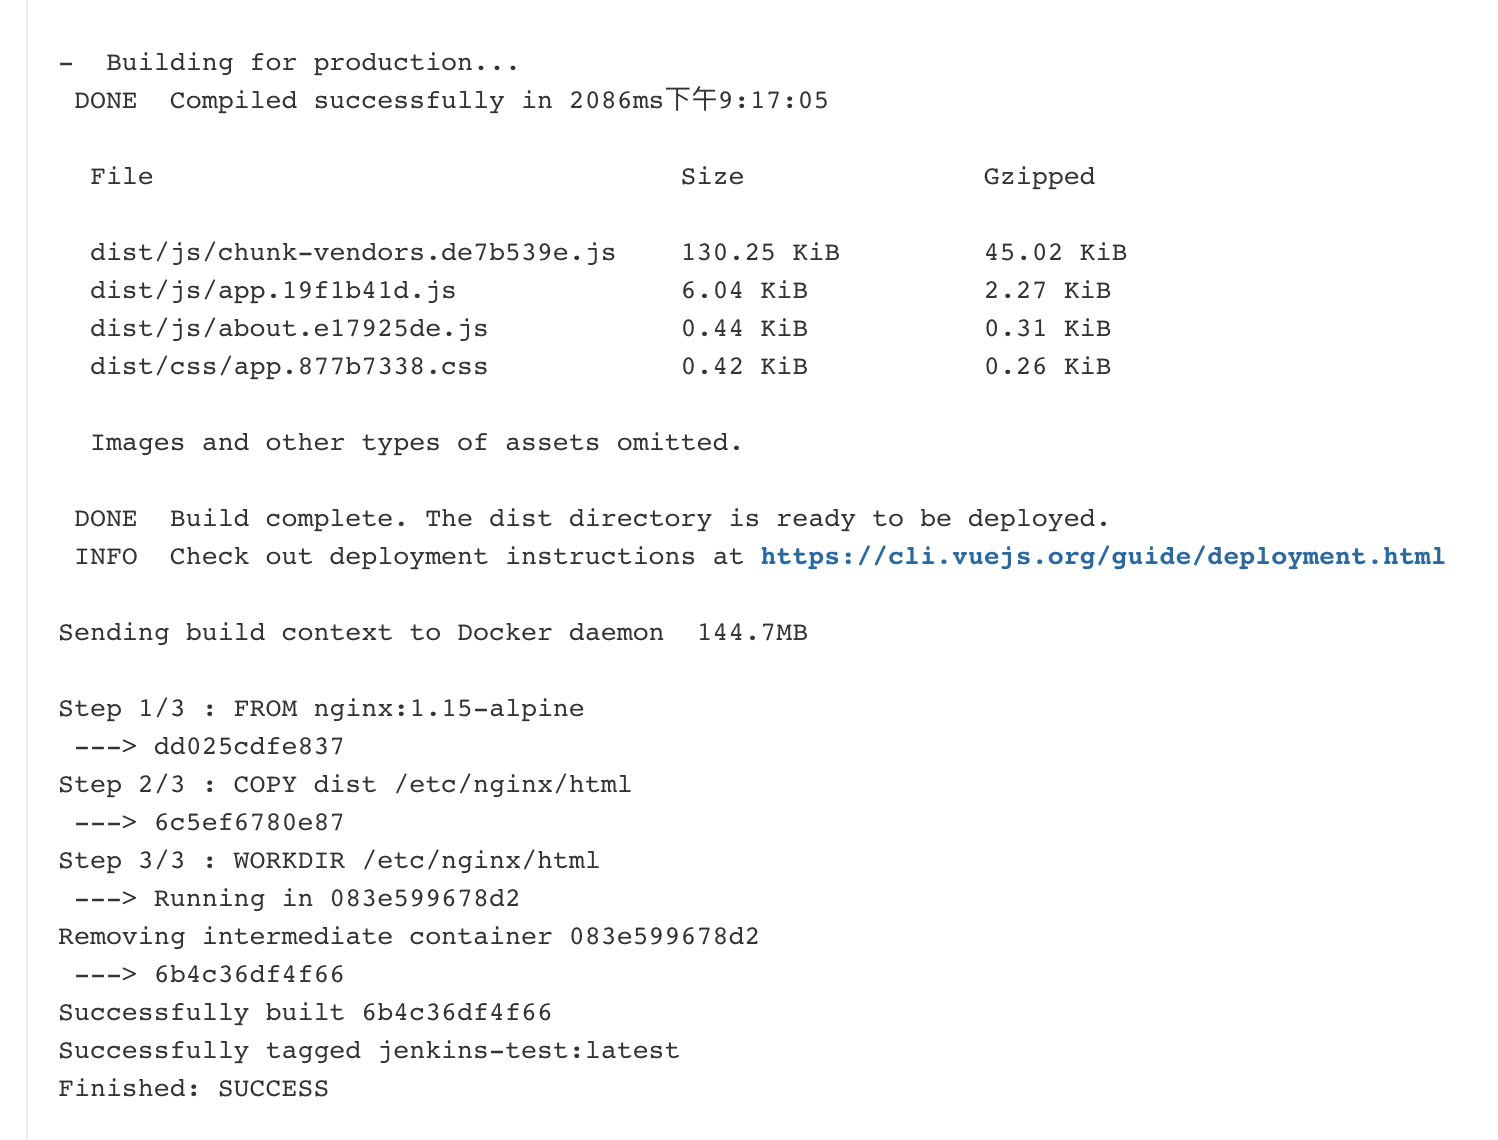 -  Building for production...
 DONE  Compiled successfully in 2086ms下午9:17:05
  File                                 Size               Gzipped
  dist/js/chunk-vendors.de7b539e.js    130.25 KiB         45.02 KiB
  dist/js/app.19f1b41d.js              6.04 KiB           2.27 KiB
  dist/js/about.e17925de.js            0.44 KiB           0.31 KiB
  dist/css/app.877b7338.css            0.42 KiB           0.26 KiB
  Images and other types of assets omitted.
 DONE  Build complete. The dist directory is ready to be deployed.
 INFO  Check out deployment instructions at https://cli.vuejs.org/guide/deployment.html
Sending build context to Docker daemon  144.7MB
Step 1/3 : FROM nginx:1.15-alpine
 ---> dd025cdfe837
Step 2/3 : COPY dist /etc/nginx/html
 ---> 6c5ef6780e87
Step 3/3 : WORKDIR /etc/nginx/html
 ---> Running in 083e599678d2
Removing intermediate container 083e599678d2
 ---> 6b4c36df4f66
Successfully built 6b4c36df4f66
Successfully tagged jenkins-test:latest
Finished: SUCCESS